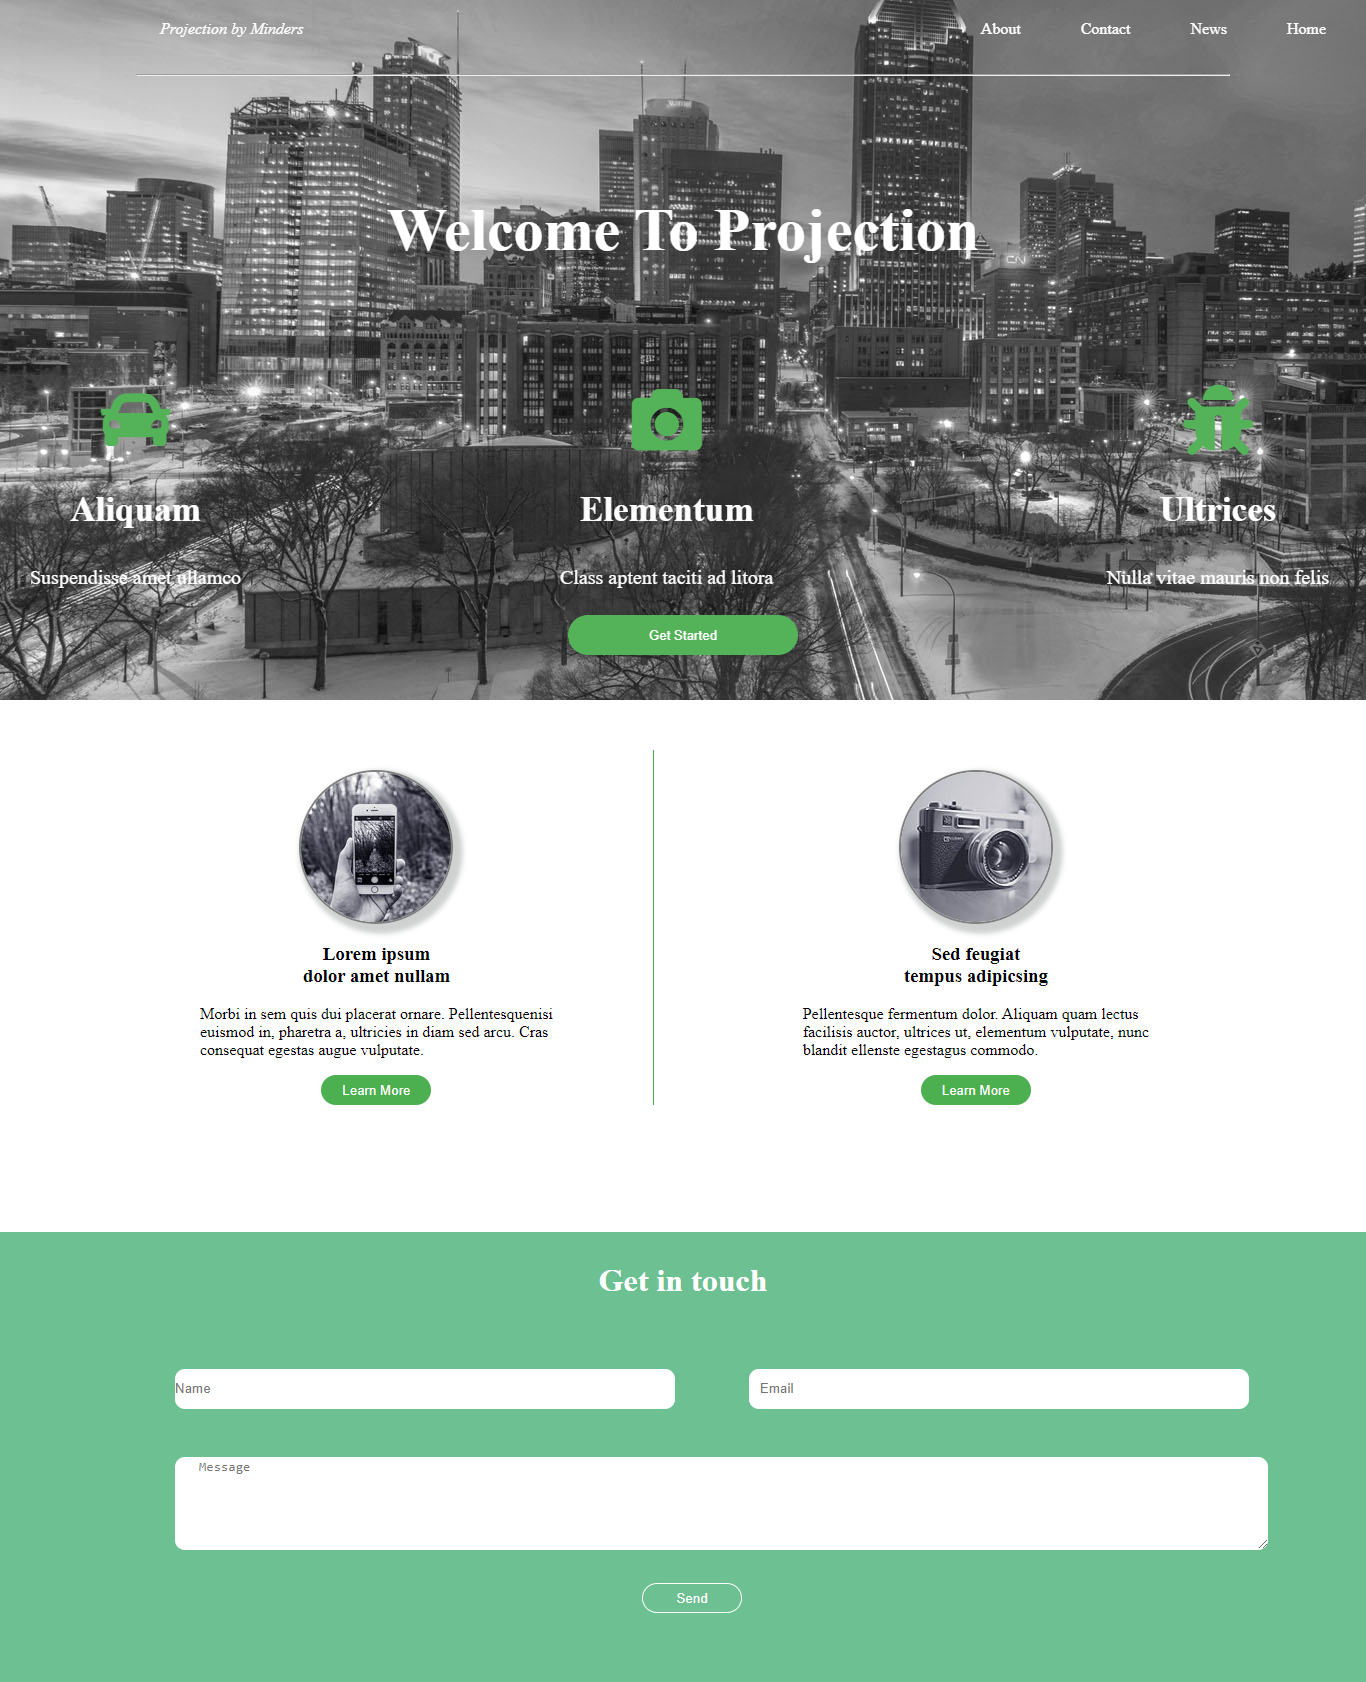 Projection by Minders
About
Contact
News
Home
Welcome To Projection
Aliquam
Suspendisse amet ullamco
Elementum
Class aptent taciti ad litora
Ultrices
Nulla vitae mauris non felis
Get Started
Lorem ipsum
dolor amet nullam
Morbi in sem quis dui placerat ornare. Pellentesquenisi
euismod in, pharetra a, ultricies in diam sed arcu. Cras
consequat egestas augue vulputate.
Learn More
Sed feugiat
tempus adipicsing
Pellentesque fermentum dolor. Aliquam quam lectus
facilisis auctor, ultrices ut, elementum vulputate, nunc
blandit ellenste egestagus commodo.
Learn More
Get in touch
Name
Email
Message
Send